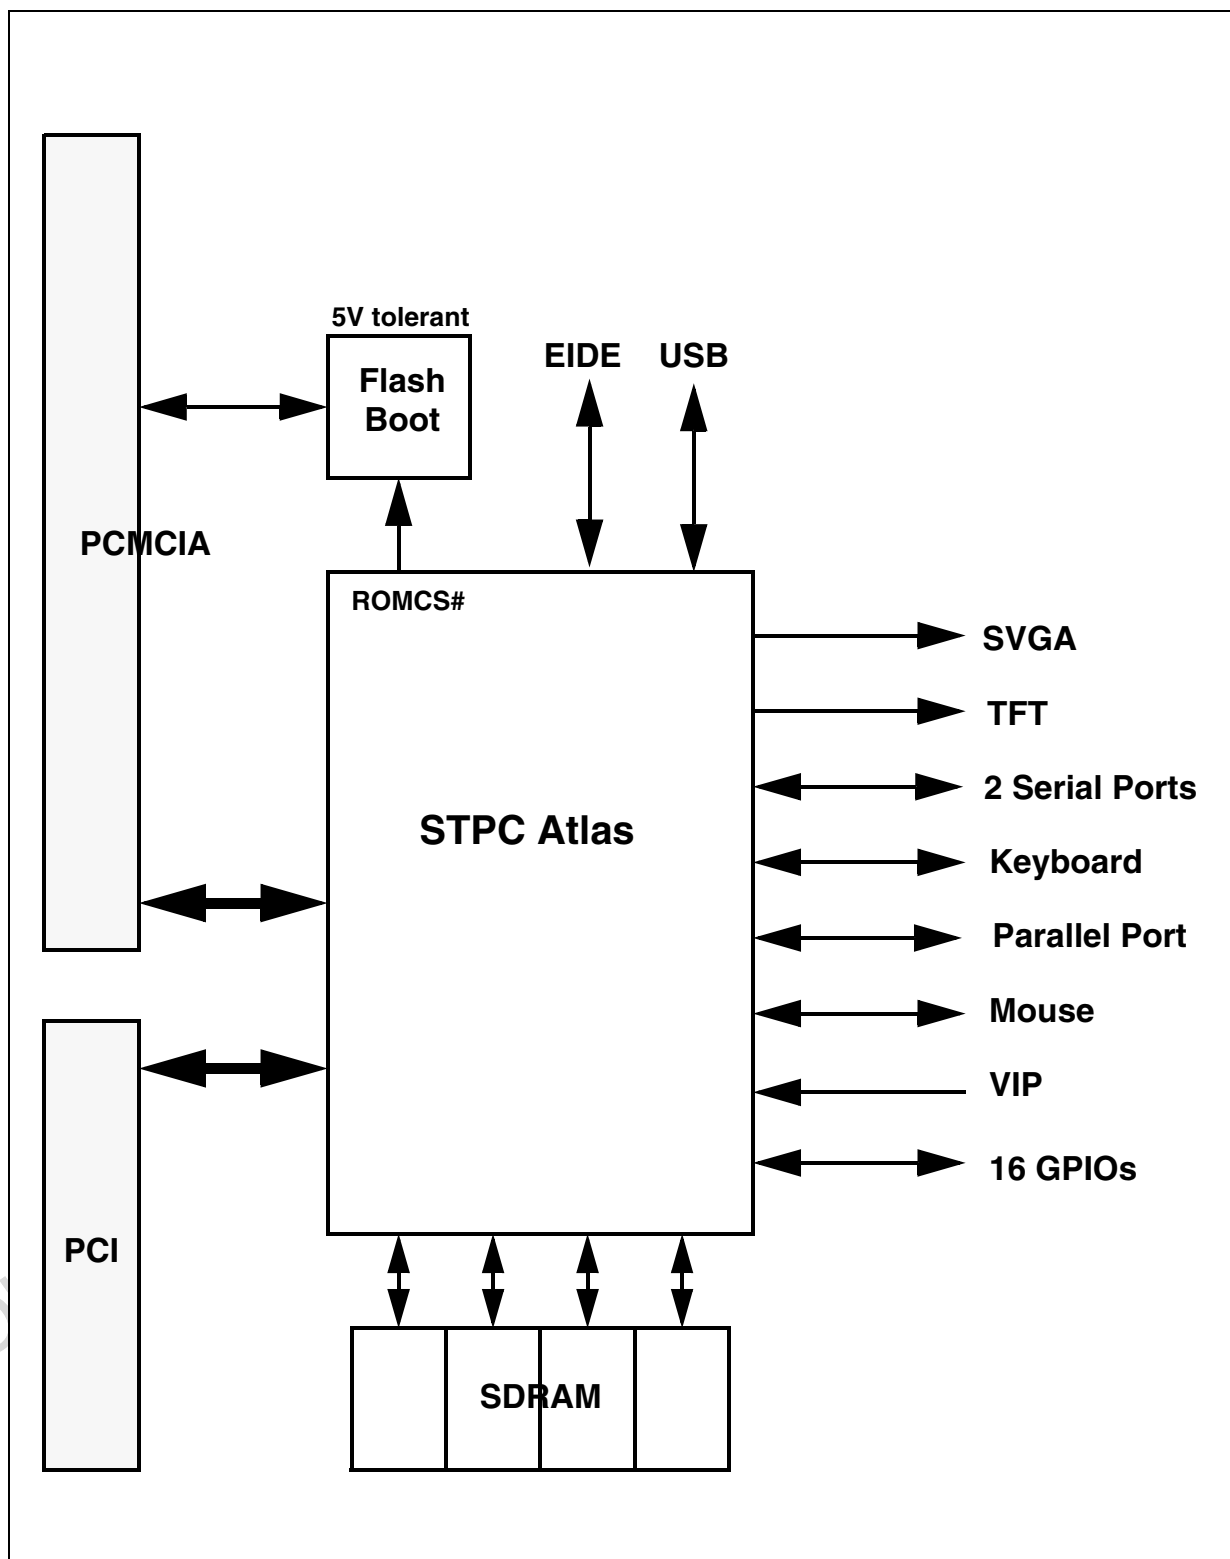 5V tolerant
Flash
Boot
EIDE USB
PCMCIA
ROMCS#
SVGA
TFT
STPC Atlas
2 Serial Ports
Keyboard
Parallel Port
Mouse
VIP
16 GPIOs
PCI
SDRAM